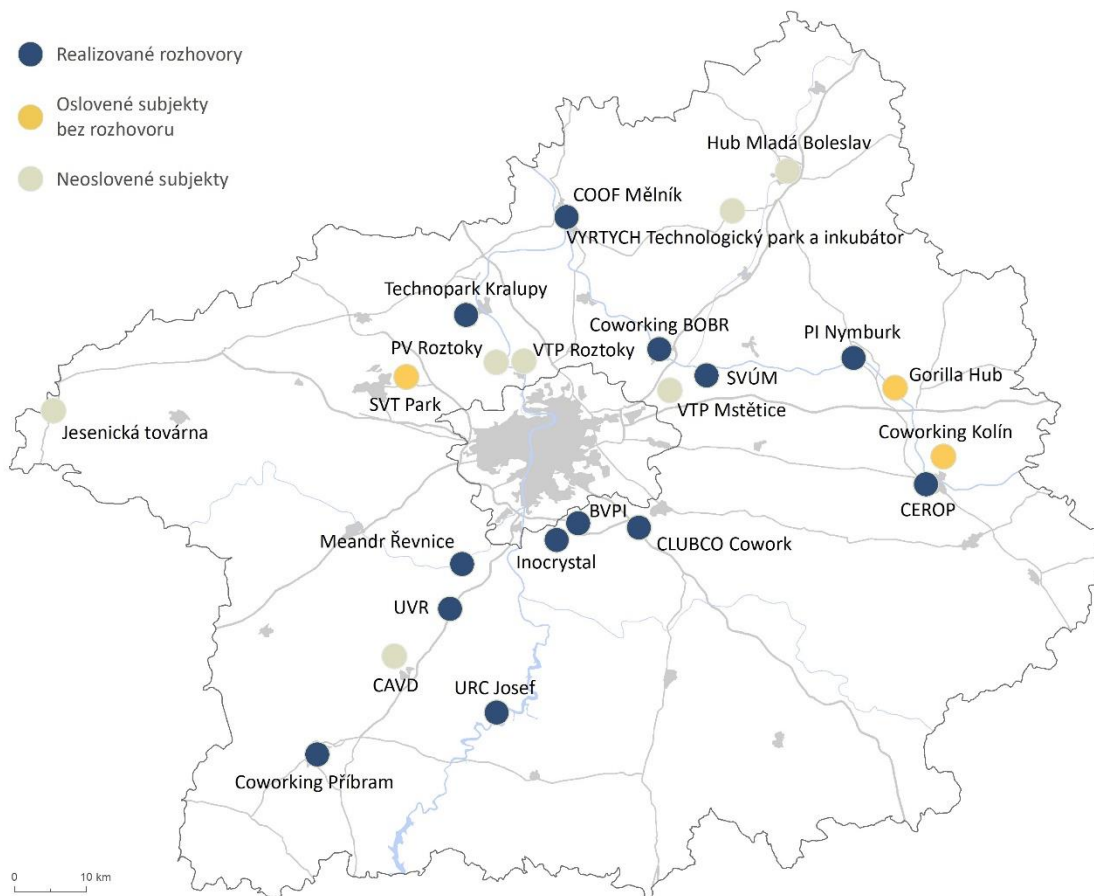 Realizované rozhovory
Oslovené subjekty
bez rozhovoru
Neoslovené subjekty
Hub Mladá Boleslav
COOF Mělník
VYRTYCH Technologický park a inkubátor
Technopark Kralupy
Coworking BOBR
PI Nymburk
PV Roztoky
VTP Roztoky
SVÚM
Gorilla Hub
SVT Park
VTP Mstětice
Jesenická továrna
Coworking Kolín
CEROP
BVPI
Meandr Řevnice
Inocrystal
CLUBCO Cowork
UVR
CAVD
URC Josef
Coworking Příbram
0 10 km